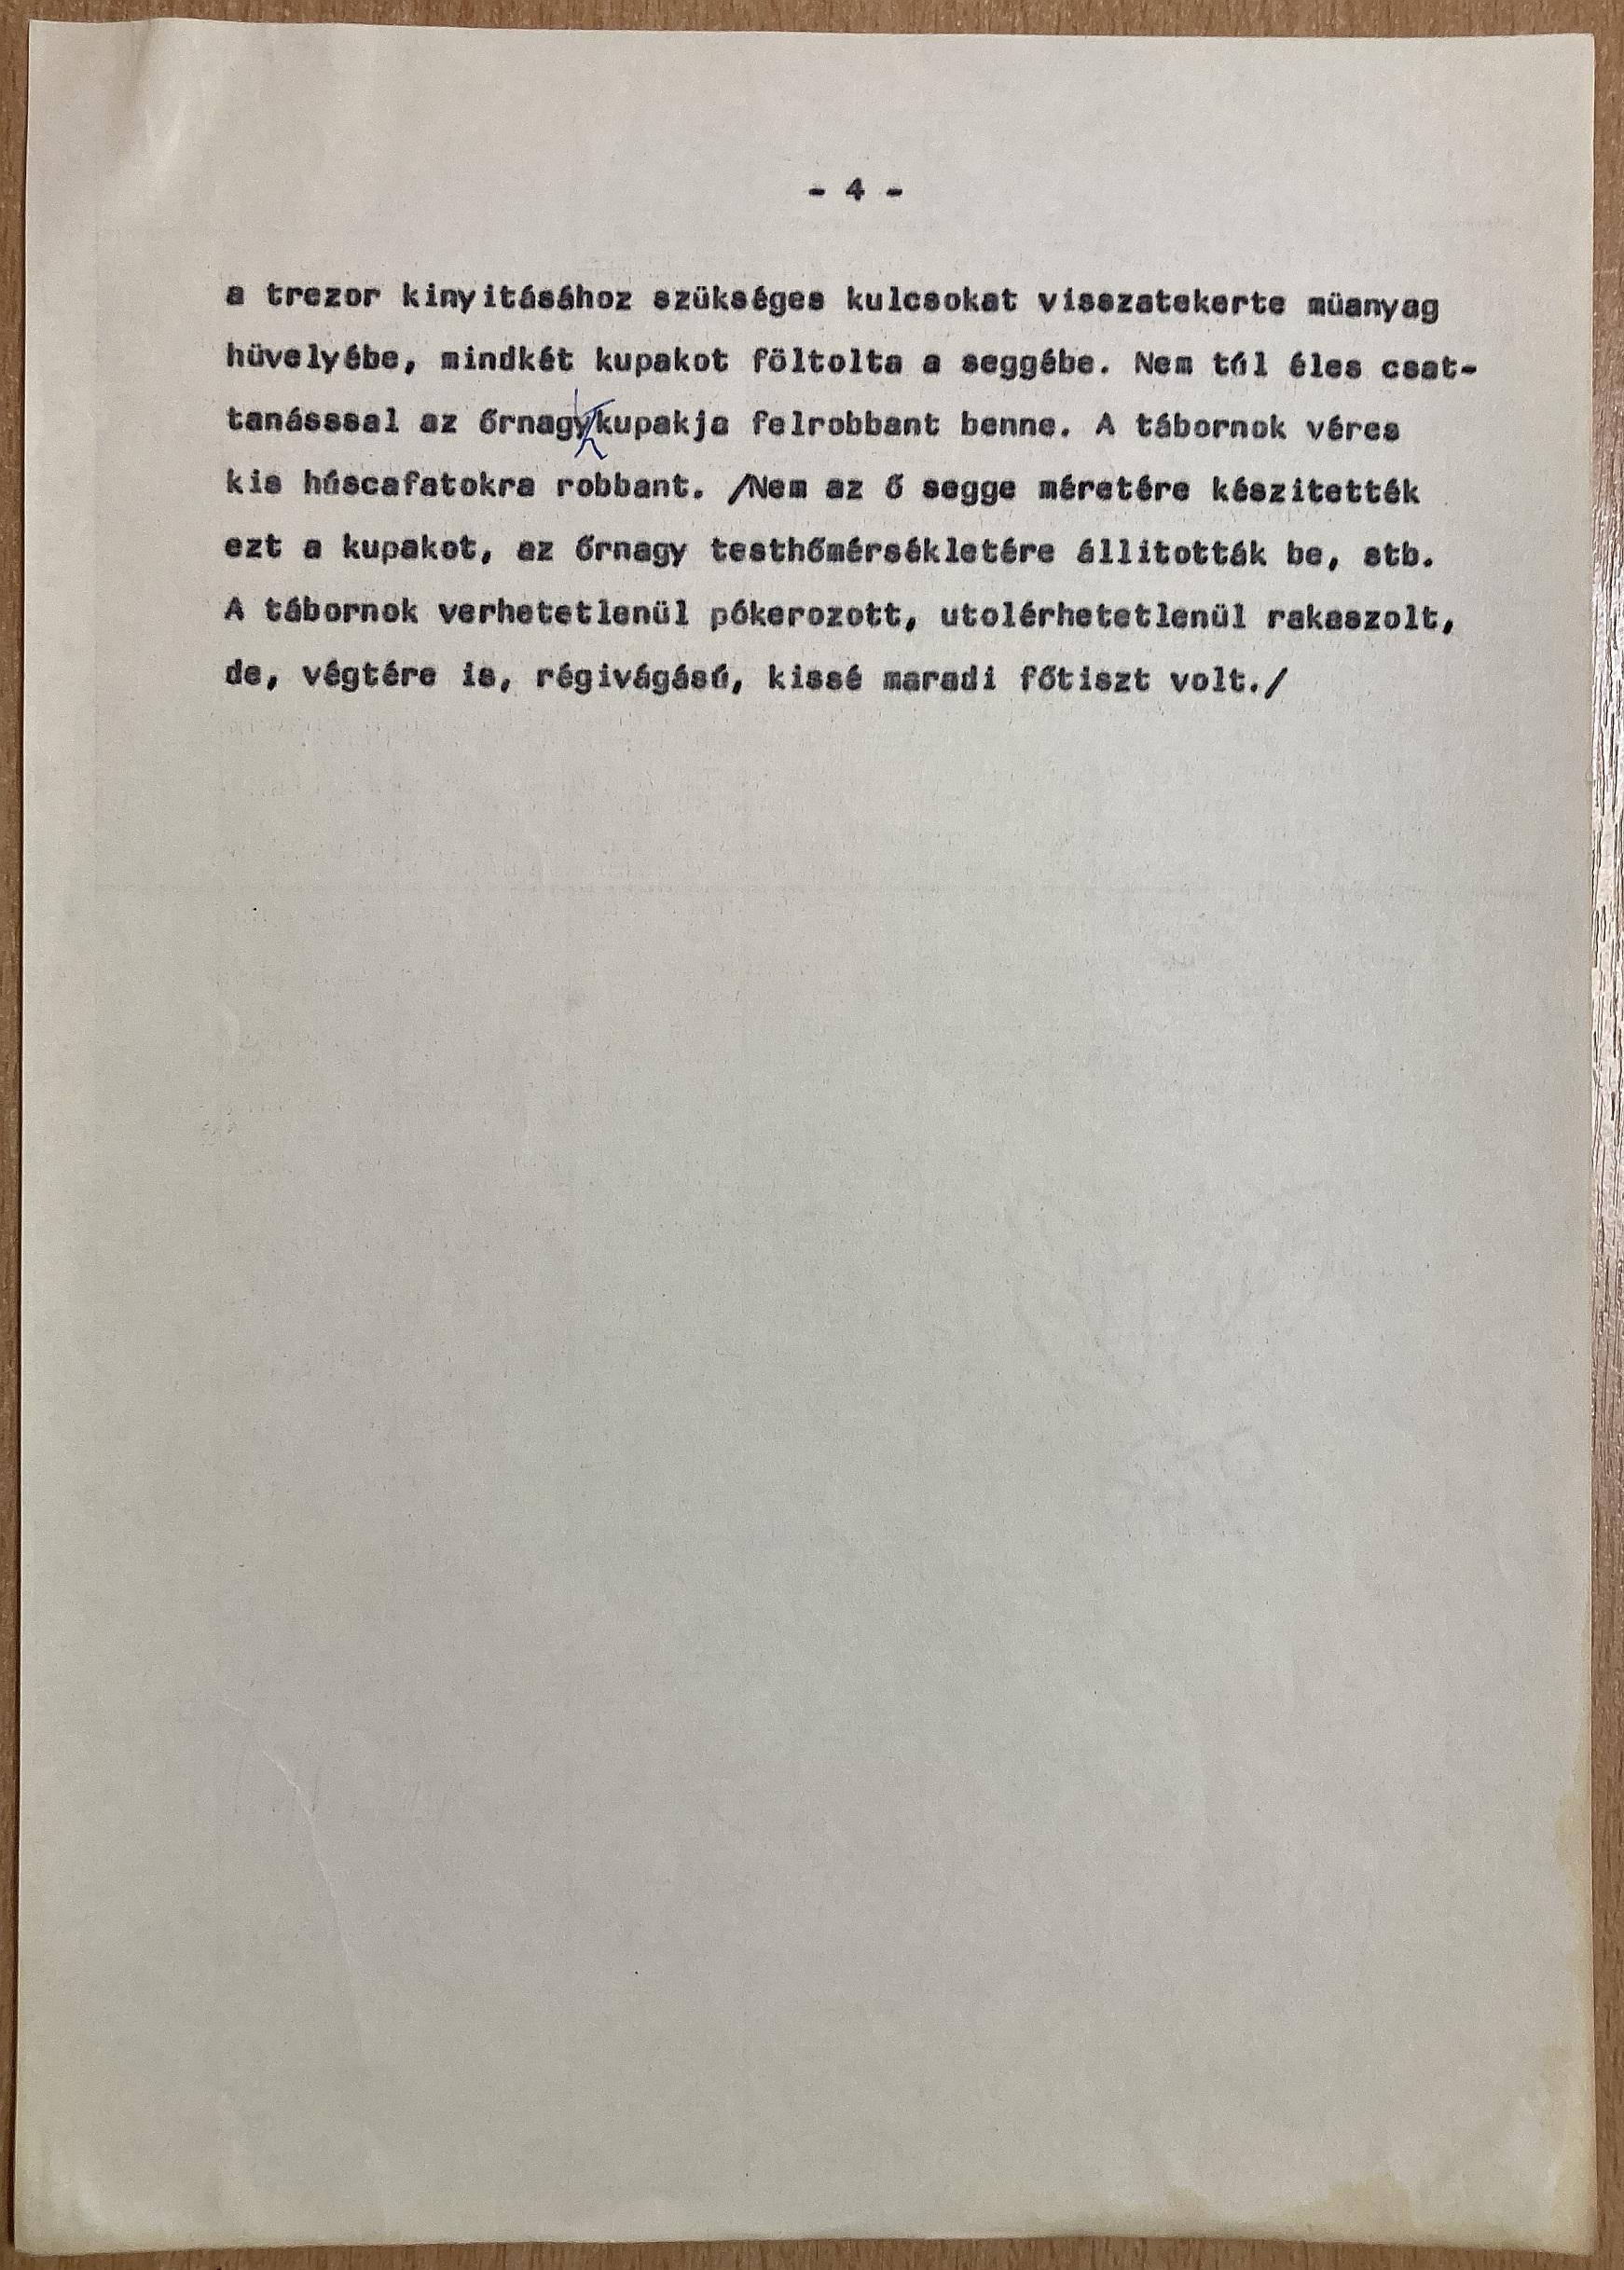 - 4 -
a trezor kinyitásához szükséges kulcsokat visszatekerte müanyag
hüvelyébe, mindkét kupakot föltolta a seggébe. Nem túl éles csat-
tanásssal az őrnagy kupakja felrobbant benne. A tábornok véres
kis húscafatokra robbant. /Nem az ő segge méretére készitették
ezt a kupakot, az őrnagy testhőmérsékletére állitották be, stb.
A tábornok verhetetlenül pókerozott, utolérhetetlenül rakaszolt,
de, végtére is, régivágású, kissé maradi főtiszt volt./